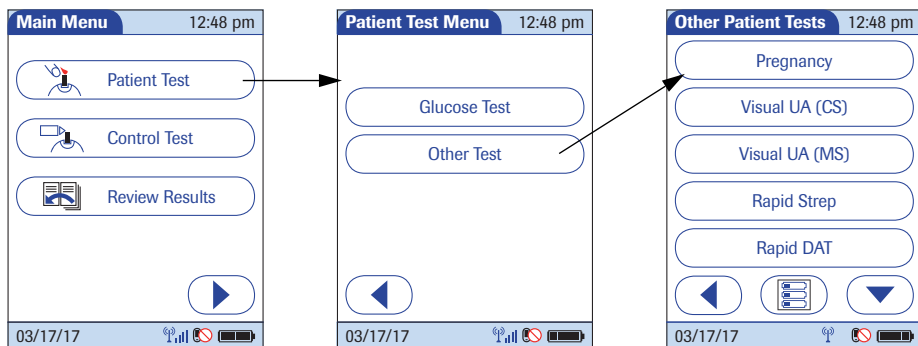 Main Menu 12:48 pm
Patient Test
Control Test
Review Results
03/17/17
Patient Test Menu 12:48 pm
Glucose Test
Other Test
03/17/17
Other Patient Tests 12:48 pm
Pregnancy
Visual UA (CS)
Visual UA (MS)
Rapid Strep
Rapid DAT
03/17/17